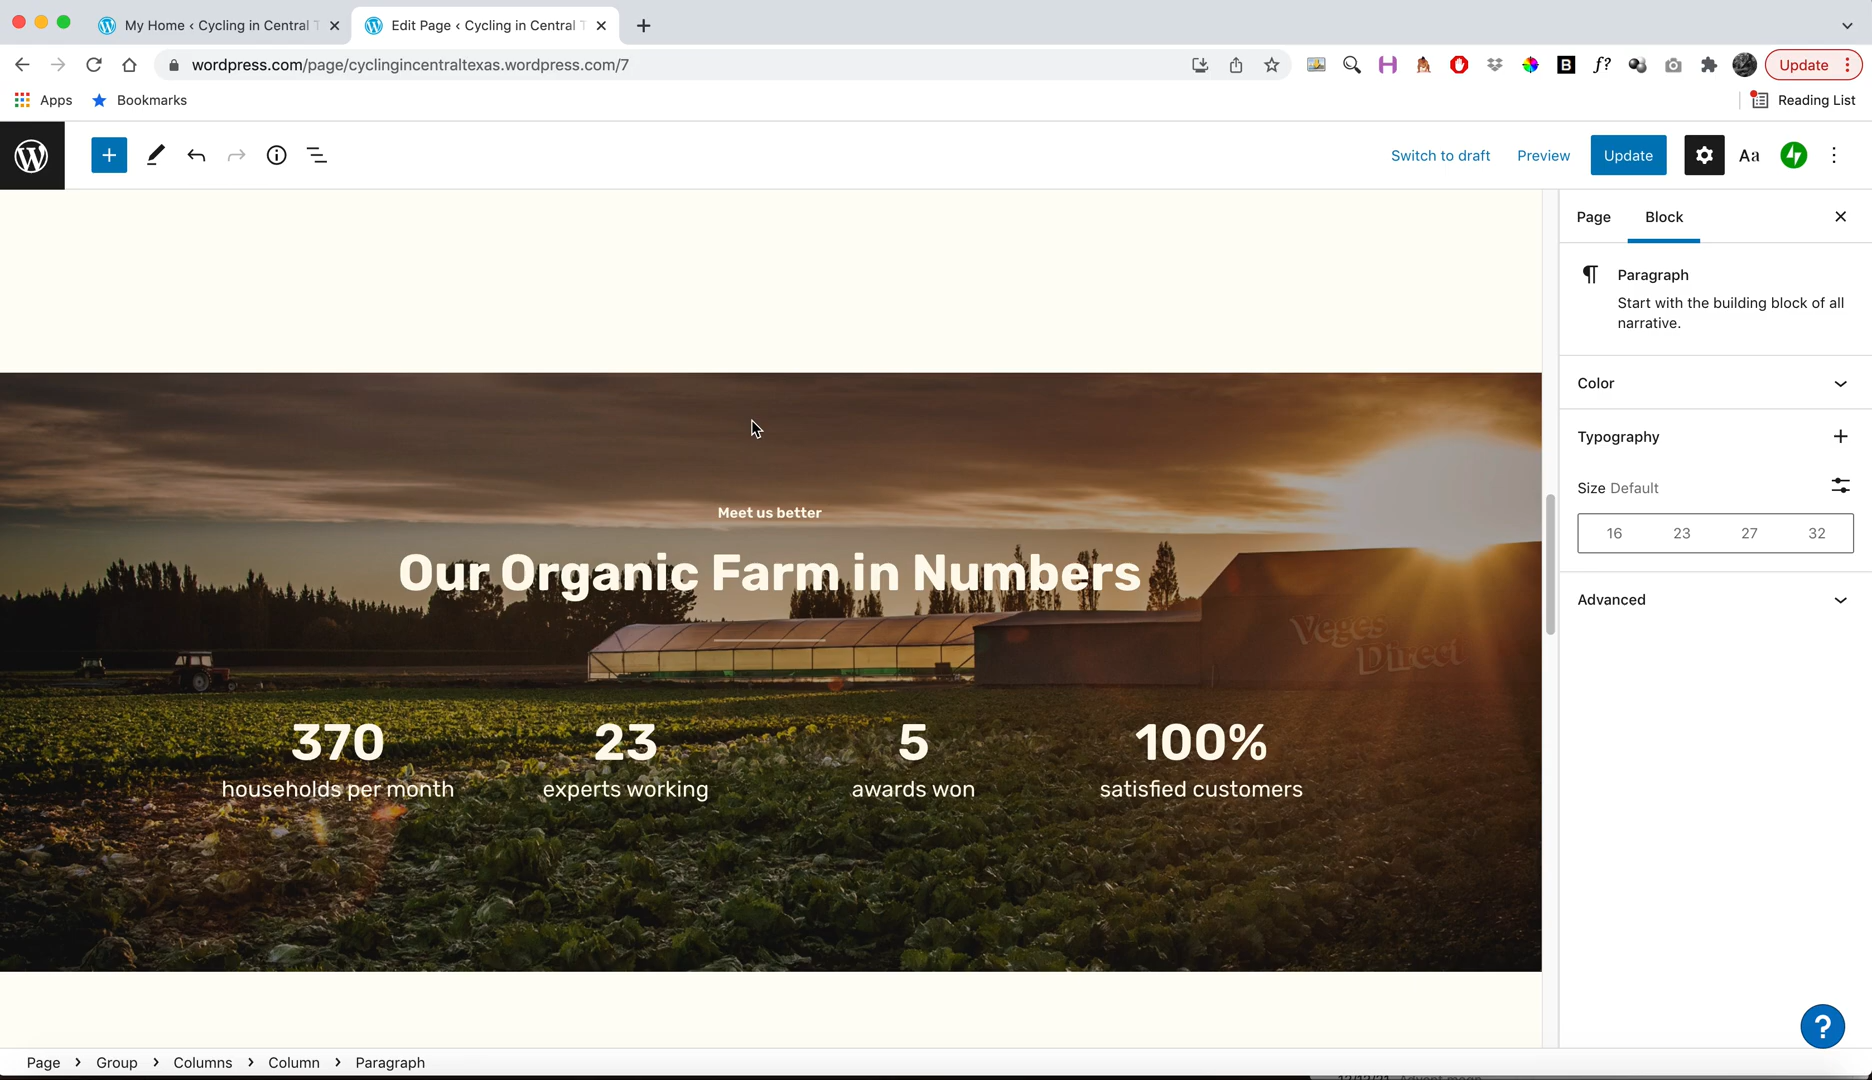 My Home ‹ Cycling in Central
Edit Page ‹ Cycling in Central
wordpress.com/page/cyclingincentraltexas.wordpress.com/7
Update
Apps
Bookmarks
Reading List
Switch to draft
Preview
Update
Aa
Page
Block
Paragraph
Start with the building block of all
narrative.
Color
Typography
Size Default
16 23 27 32
Advanced
Meet us better
Our Organic Farm in Numbers
Veges
Direct
370 23 5 100%
households per month experts working awards won satisfied customers
Page > Group > Columns > Column > Paragraph